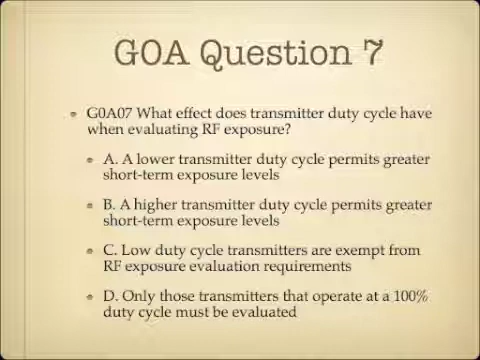 G0A Question 7
G0A07 What effect does transmitter duty cycle have
when evaluating RF exposure?
A. A lower transmitter duty cycle permits greater
short-term exposure levels
B. A higher transmitter duty cycle permits greater
short-term exposure levels
C. Low duty cycle transmitters are exempt from
RF exposure evaluation requirements
D. Only those transmitters that operate at a 100%
duty cycle must be evaluated